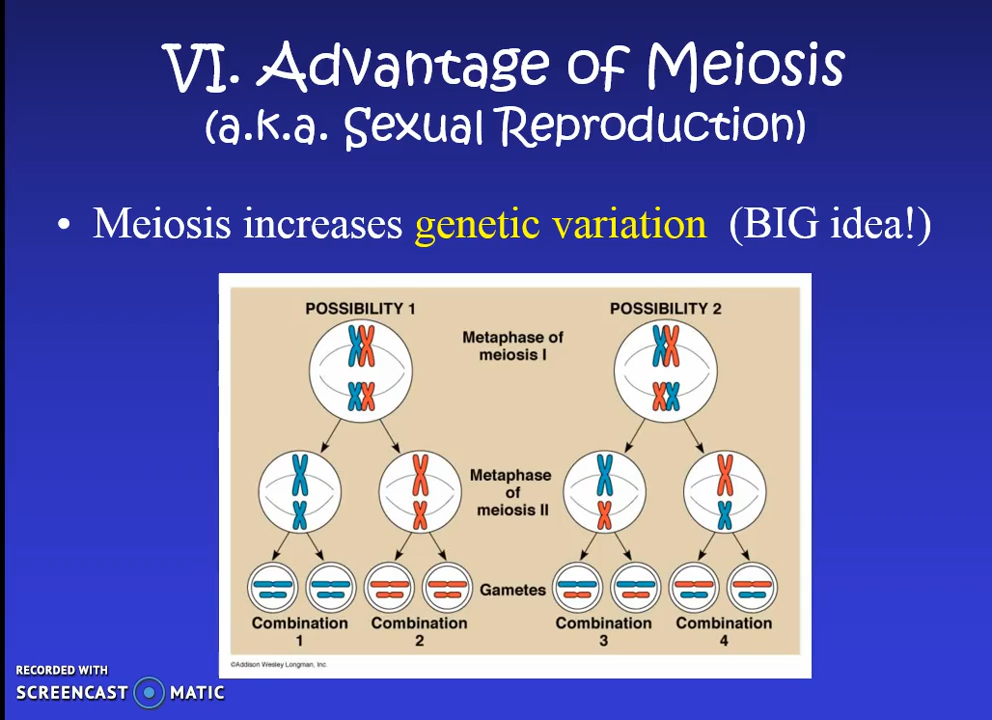 VI. Advantage of Meiosis
(a.k.a. Sexual Reproduction)
• Meiosis increases genetic variation (BIG idea!)
POSSIBILITY 1
POSSIBILITY 2
Metaphase of
meiosis I
Metaphase
of
meiosis II
Gametes
Combination
1
Combination
2
Combination
3
Combination
4
©Addison Wesley Longman, Inc.
RECORDED WITH
SCREENCAST MATIC